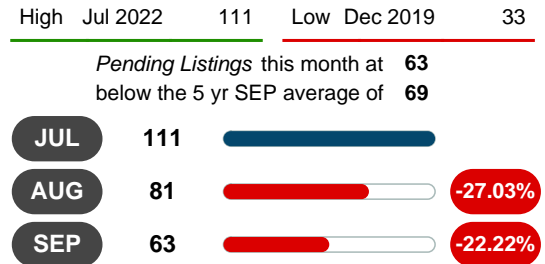 High Jul 2022 111 Low Dec 2019 33
Pending Listings this month at 63
below the 5 yr SEP average of 69
JUL 111
AUG 81 -27.03%
SEP 63 -22.22%